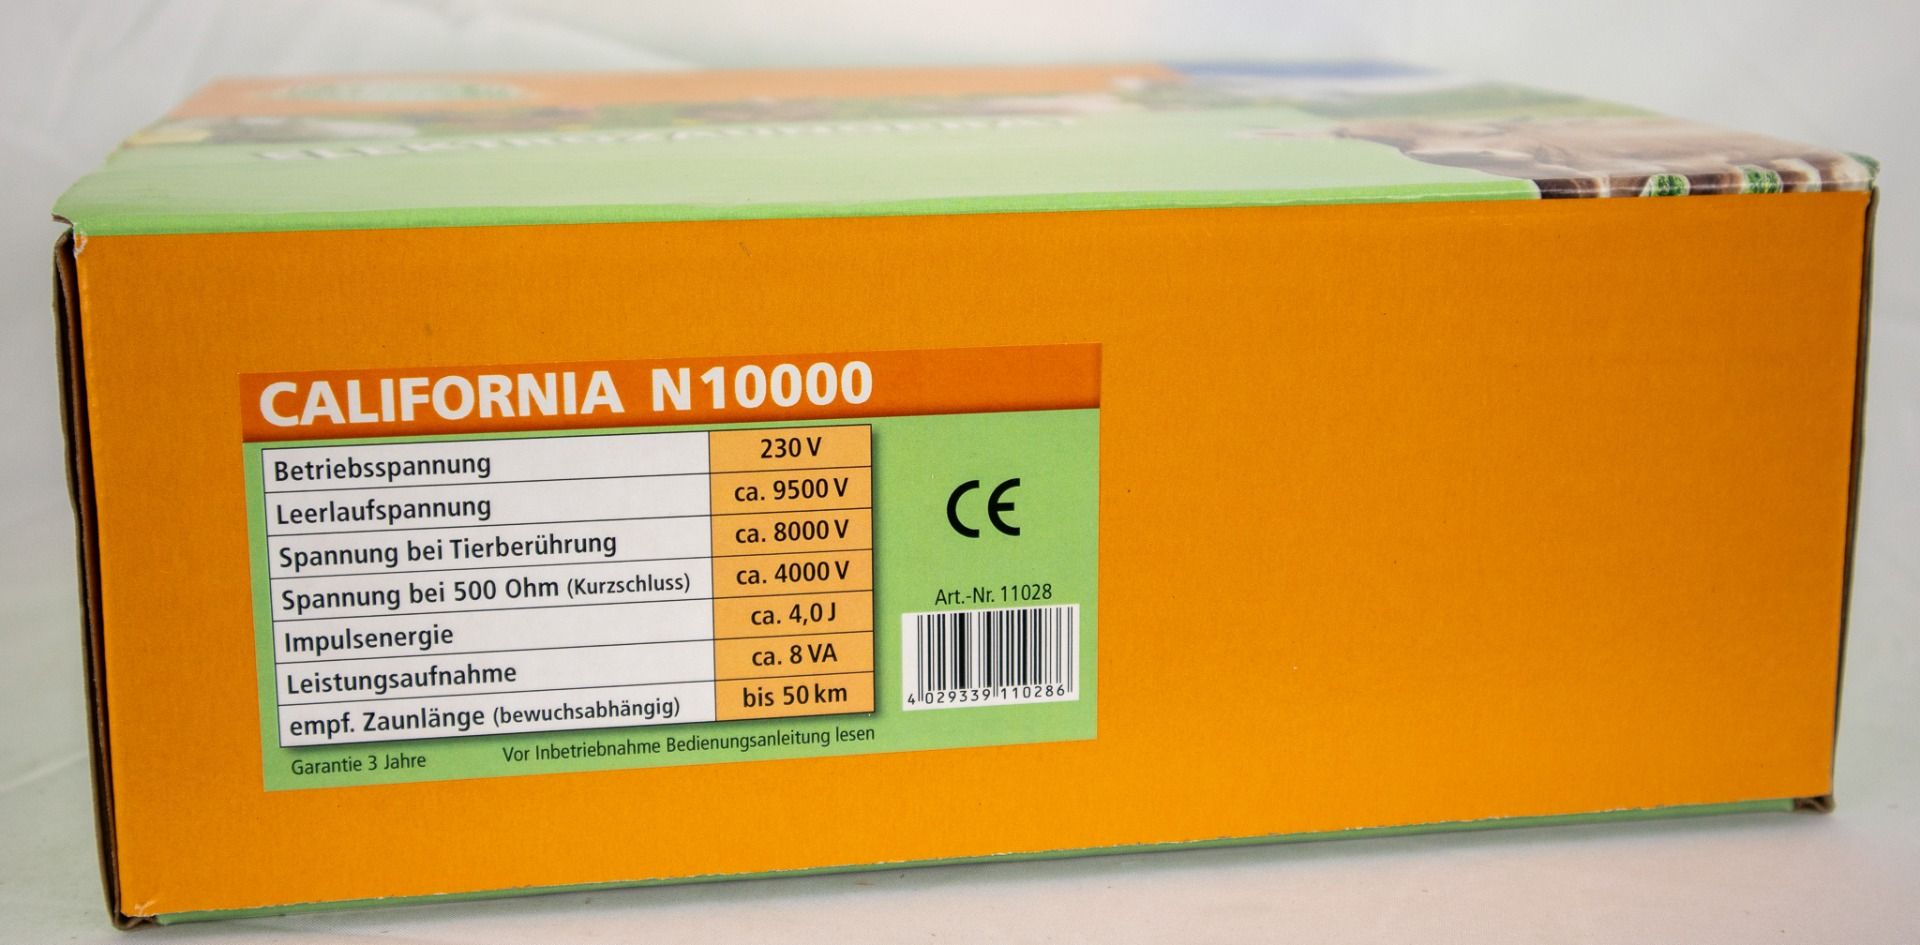 ELEKTROZAUNGERÄT
CALIFORNIA N10000
Betriebsspannung 230 V
Leerlaufspannung ca. 9500 V
Spannung bei Tierberührung ca. 8000 V
Spannung bei 500 Ohm (Kurzschluss) ca. 4000 V
Impulsenergie ca. 4,0 J
Leistungsaufnahme ca. 8 VA
empf. Zaunlänge (bewuchsabhängig) bis 50 km
Garantie 3 Jahre Vor Inbetriebnahme Bedienungsanleitung lesen
CE
Art.-Nr. 11028
4 029339 110286